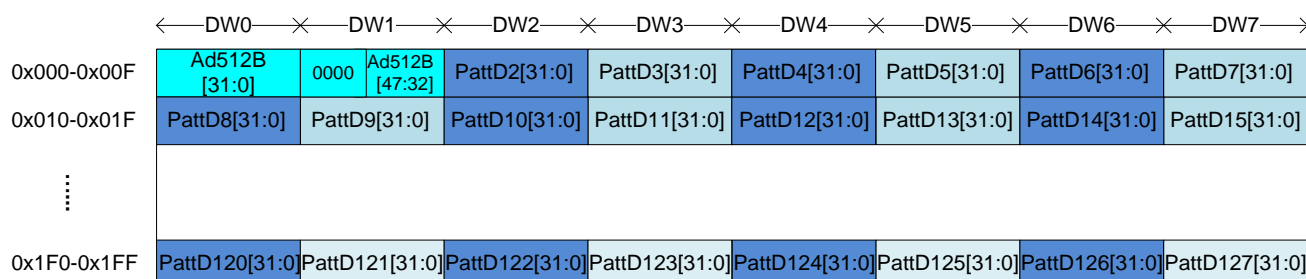 DW0 DW1 DW2 DW3 DW4 DW5 DW6 DW7
0x000-0x00F Ad512B [31:0] 0000 Ad512B [47:32] PattD2[31:0] PattD3[31:0] PattD4[31:0] PattD5[31:0] PattD6[31:0] PattD7[31:0]
0x010-0x01F PattD8[31:0] PattD9[31:0] PattD10[31:0] PattD11[31:0] PattD12[31:0] PattD13[31:0] PattD14[31:0] PattD15[31:0]
0x1F0-0x1FF PattD120[31:0] PattD121[31:0] PattD122[31:0] PattD123[31:0] PattD124[31:0] PattD125[31:0] PattD126[31:0] PattD127[31:0]